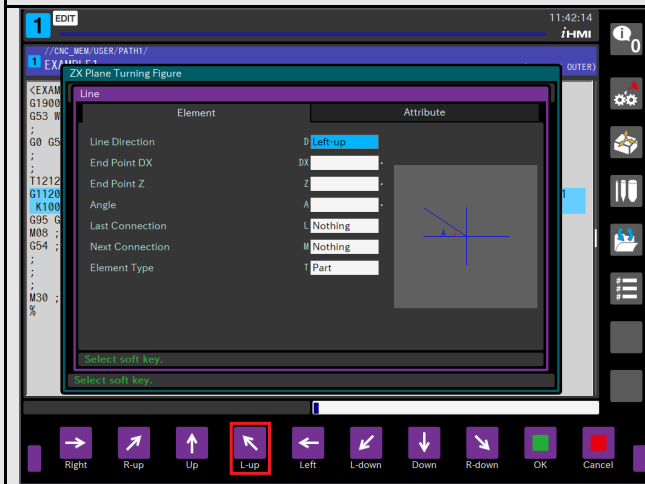 1 EDIT
11:42:14
iHMI
0
//CNC_MEM/USER/PATH1/
1
OUTER)
ZX Plane Turning Figure
Line
Element Attribute
Line Direction D Left-up
End Point DX DX .
End Point Z Z .
Angle A .
Last Connection L Nothing
Next Connection M Nothing
Element Type T Part
A
<EXAM
G1900
G53 W
;
G0 G5
;
;
T1212
G1120
K100
G95 G
M08 ;
G54 ;
;
;
;
M30 ;
%
1
Select soft key.
Select soft key.
Right R-up Up L-up Left L-down Down R-down OK Cancel